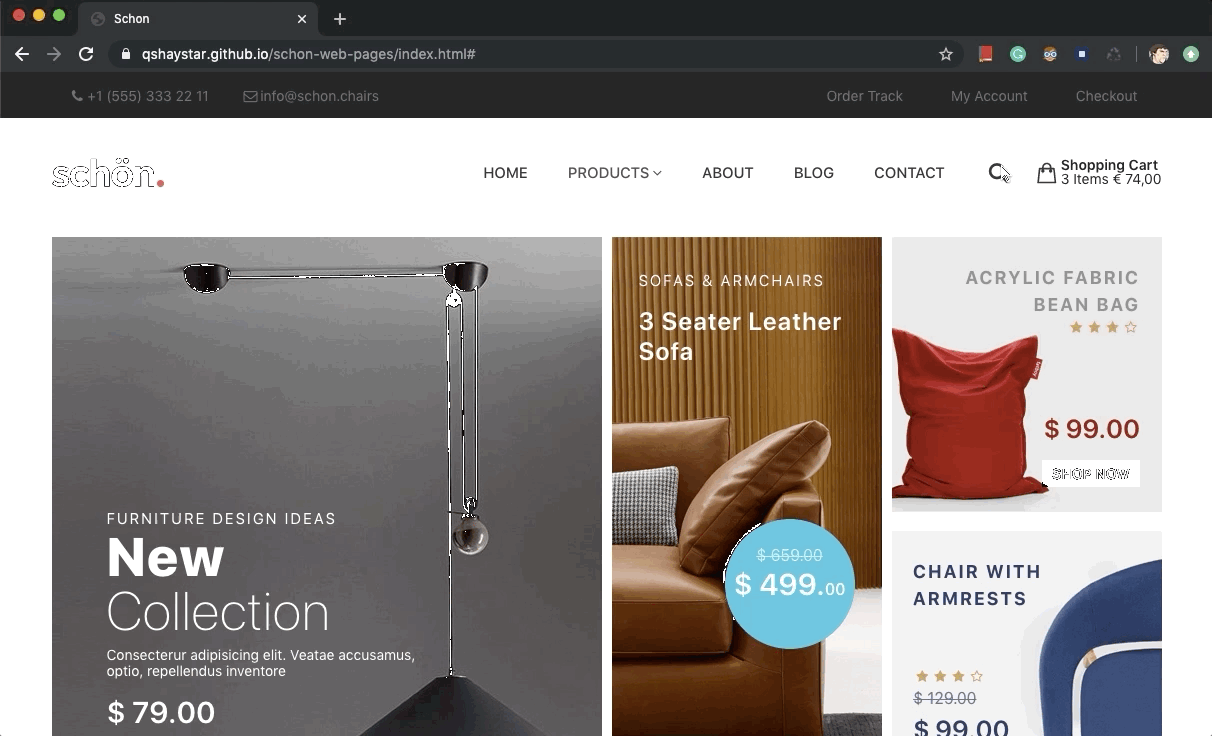 Schon
qshaystar.github.io/schon-web-pages/index.html#
+1 (555) 333 22 11 info@schon.chairs Order Track My Account Checkout
schön.
HOME PRODUCTS ABOUT BLOG CONTACT
Shopping Cart
3 Items € 74,00
FURNITURE DESIGN IDEAS
New
Collection
Consecterur adipisicing elit. Veatae accusamus,
optio, repellendus inventore
$ 79.00
SOFAS & ARMCHAIRS
3 Seater Leather
Sofa
$ 659.00
$ 499.00
ACRYLIC FABRIC
BEAN BAG
$ 99.00
SHOP NOW
CHAIR WITH
ARMRESTS
$ 129.00
$ 99.00